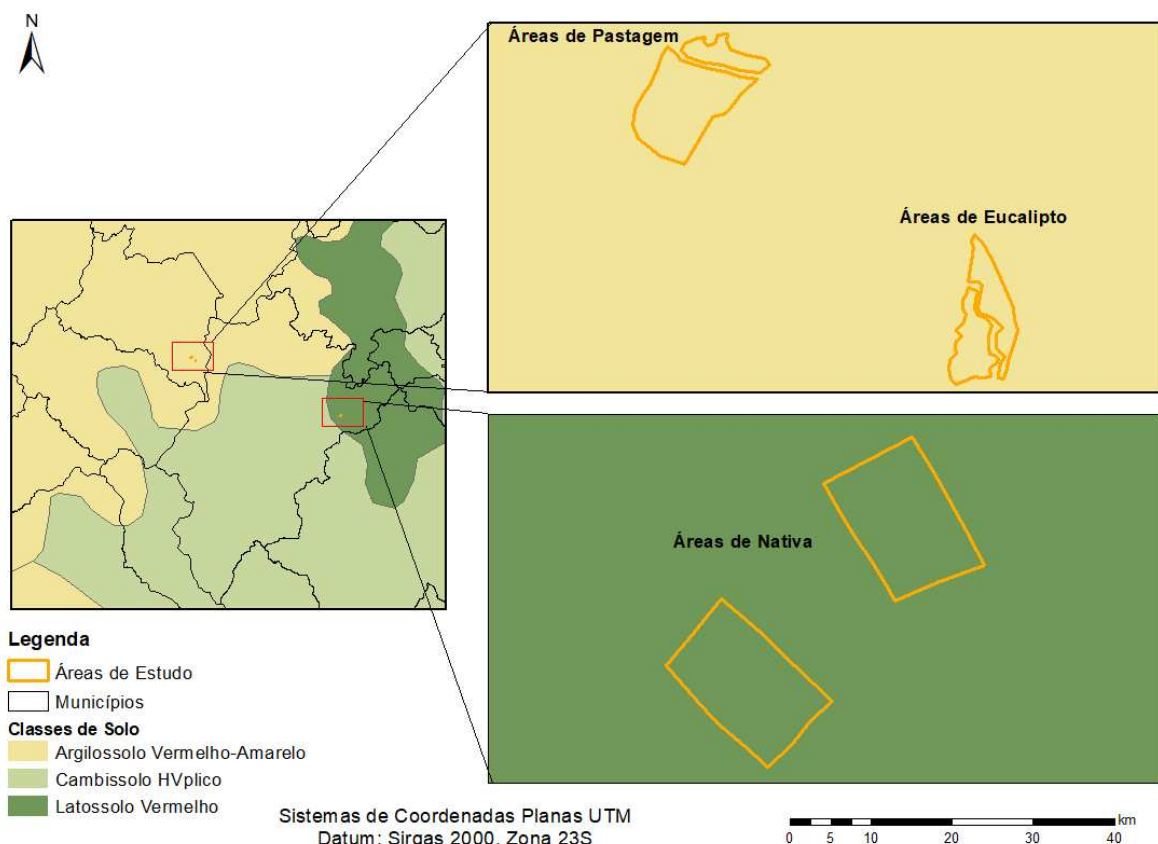 N
Áreas de Pastagem
Áreas de Eucalipto
Áreas de Nativa
Legenda
Áreas de Estudo
Municípios
Classes de Solo
Argilossolo Vermelho-Amarelo
Cambissolo HVplico
Latossolo Vermelho
Sistemas de Coordenadas Planas UTM
Datum: Sirgas 2000, Zona 23S
km
0 5 10 20 30 40